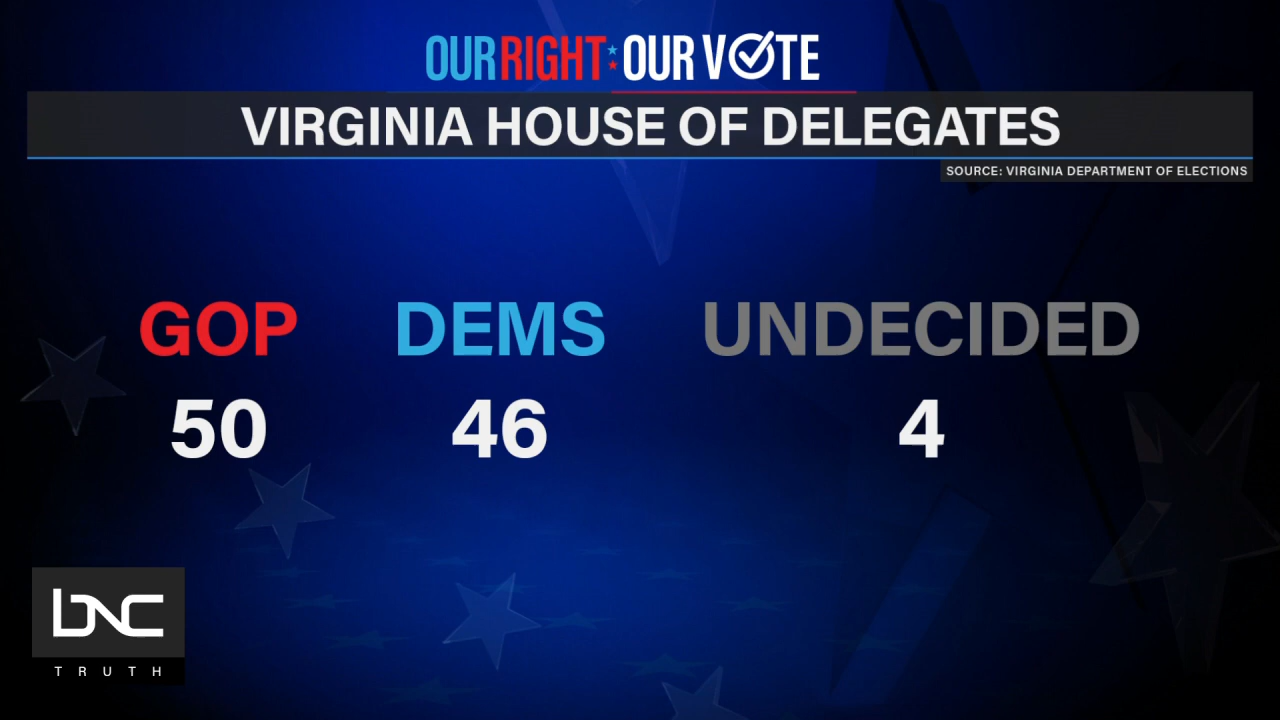 OUR RIGHT OUR VOTE
VIRGINIA HOUSE OF DELEGATES
SOURCE: VIRGINIA DEPARTMENT OF ELECTIONS
GOP DEMS UNDECIDED
50 46 4
BNC
TRUTH